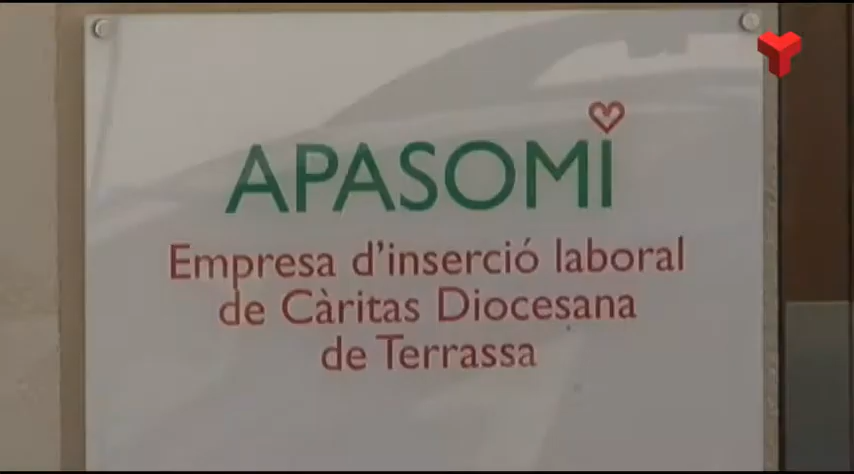 APASOMI
Empresa d'inserció laboral
de Càritas Diocesana
de Terrassa